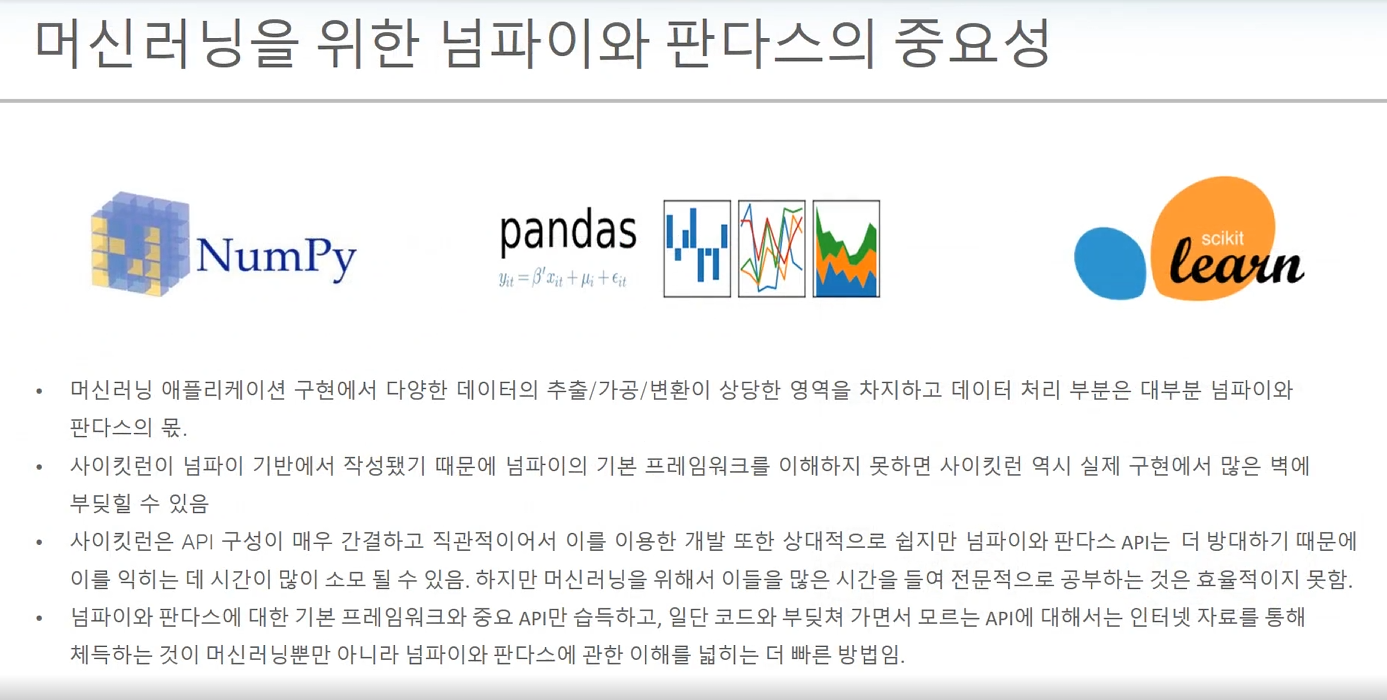 머신러닝을 위한 넘파이와 판다스의 중요성
NumPy
pandas
y_it = β′x_it + μ_i + ϵ_it
scikit
learn
• 머신러닝 애플리케이션 구현에서 다양한 데이터의 추출/가공/변환이 상당한 영역을 차지하고 데이터 처리 부분은 대부분 넘파이와
판다스의 몫.
• 사이킷런이 넘파이 기반에서 작성됐기 때문에 넘파이의 기본 프레임워크를 이해하지 못하면 사이킷런 역시 실제 구현에서 많은 벽에
부딪힐 수 있음
• 사이킷런은 API 구성이 매우 간결하고 직관적이어서 이를 이용한 개발 또한 상대적으로 쉽지만 넘파이와 판다스 API는 더 방대하기 때문에
이를 익히는 데 시간이 많이 소모 될 수 있음. 하지만 머신러닝을 위해서 이들을 많은 시간을 들여 전문적으로 공부하는 것은 효율적이지 못함.
• 넘파이와 판다스에 대한 기본 프레임워크와 중요 API만 습득하고, 일단 코드와 부딪쳐 가면서 모르는 API에 대해서는 인터넷 자료를 통해
체득하는 것이 머신러닝뿐만 아니라 넘파이와 판다스에 관한 이해를 넓히는 더 빠른 방법임.